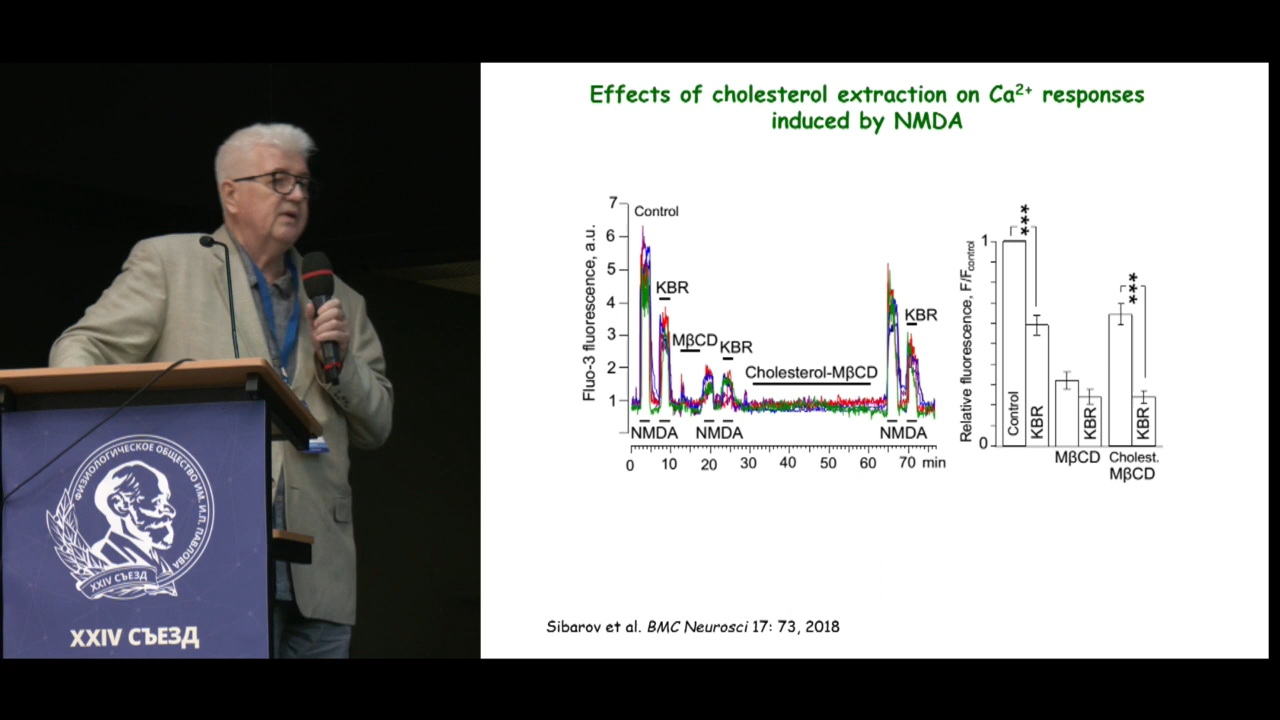 ФИЗИОЛОГИЧЕСКОЕ ОБЩЕСТВО ИМ. И.П. ПАВЛОВА
XXIV СЪЕЗД
XXIV СЪЕЗД
Effects of cholesterol extraction on Ca²⁺ responses
induced by NMDA
Fluo-3 fluorescence, a.u.
7
6
5
4
3
2
1
Control
KBR
MβCD
KBR
Cholesterol-MβCD
KBR
NMDA
NMDA
NMDA
0 10 20 30 40 50 60 70 min
Relative fluorescence, F/Fcontrol
1
0
***
***
Control
KBR
KBR
KBR
MβCD
Cholest.
MβCD
Sibarov et al. BMC Neurosci 17: 73, 2018